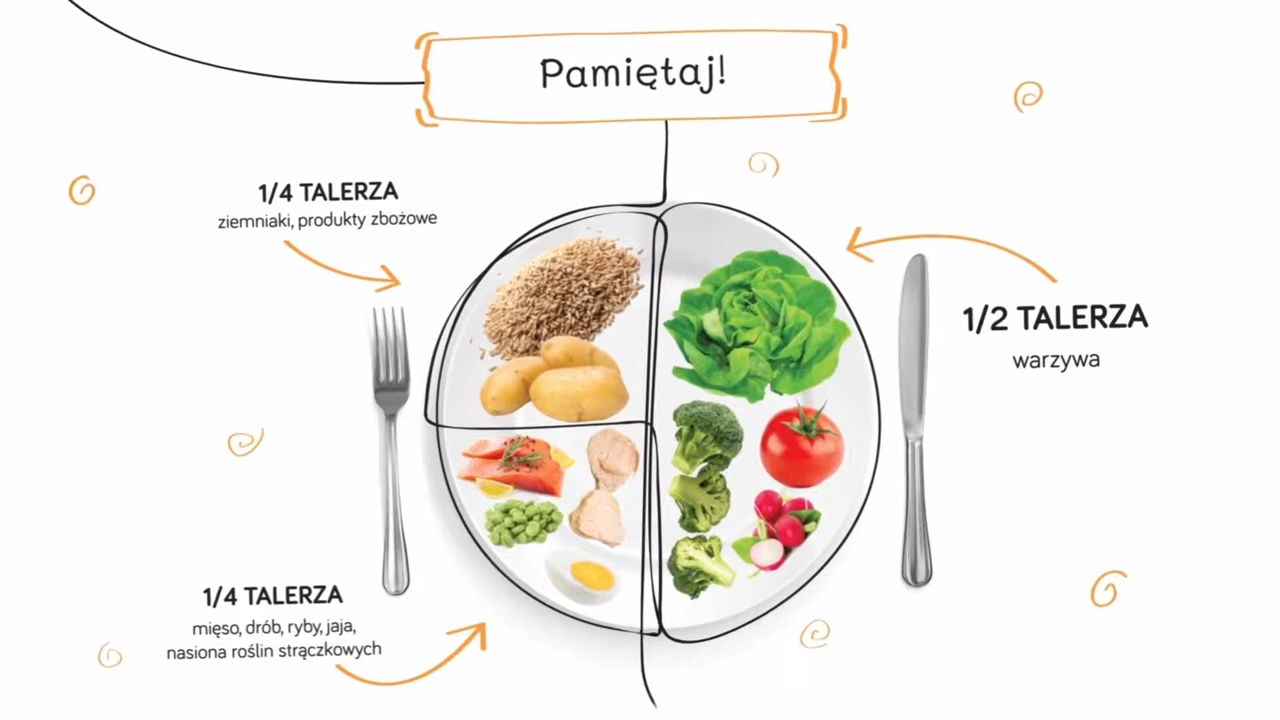 Pamiętaj!
1/4 TALERZA
ziemniaki, produkty zbożowe
1/2 TALERZA
warzywa
1/4 TALERZA
mięso, drób, ryby, jaja,
nasiona roślin strączkowych